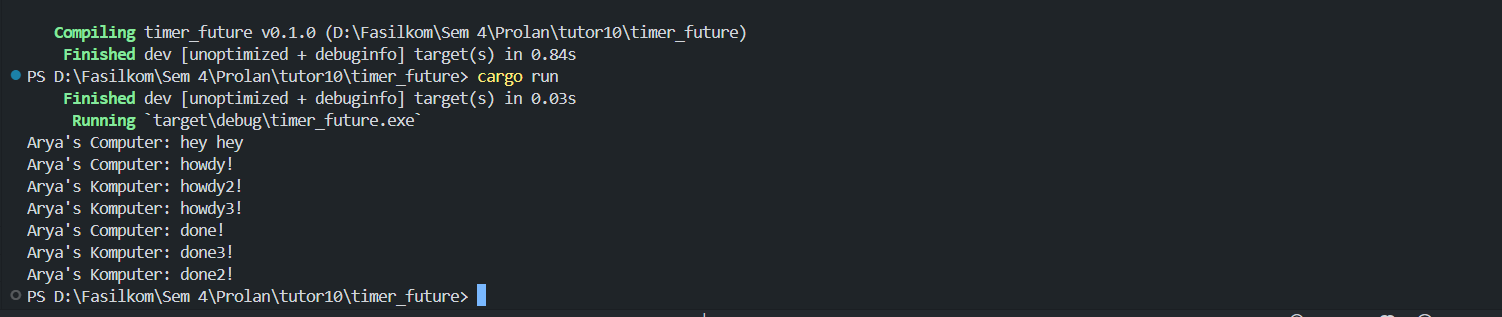 Compiling timer_future v0.1.0 (D:\Fasilkom\Sem 4\Prolan\tutor10\timer_future)
Finished dev [unoptimized + debuginfo] target(s) in 0.84s
PS D:\Fasilkom\Sem 4\Prolan\tutor10\timer_future> cargo run
Finished dev [unoptimized + debuginfo] target(s) in 0.03s
Running `target\debug\timer_future.exe`
Arya's Computer: hey hey
Arya's Computer: howdy!
Arya's Komputer: howdy2!
Arya's Komputer: howdy3!
Arya's Computer: done!
Arya's Komputer: done3!
Arya's Komputer: done2!
PS D:\Fasilkom\Sem 4\Prolan\tutor10\timer_future>